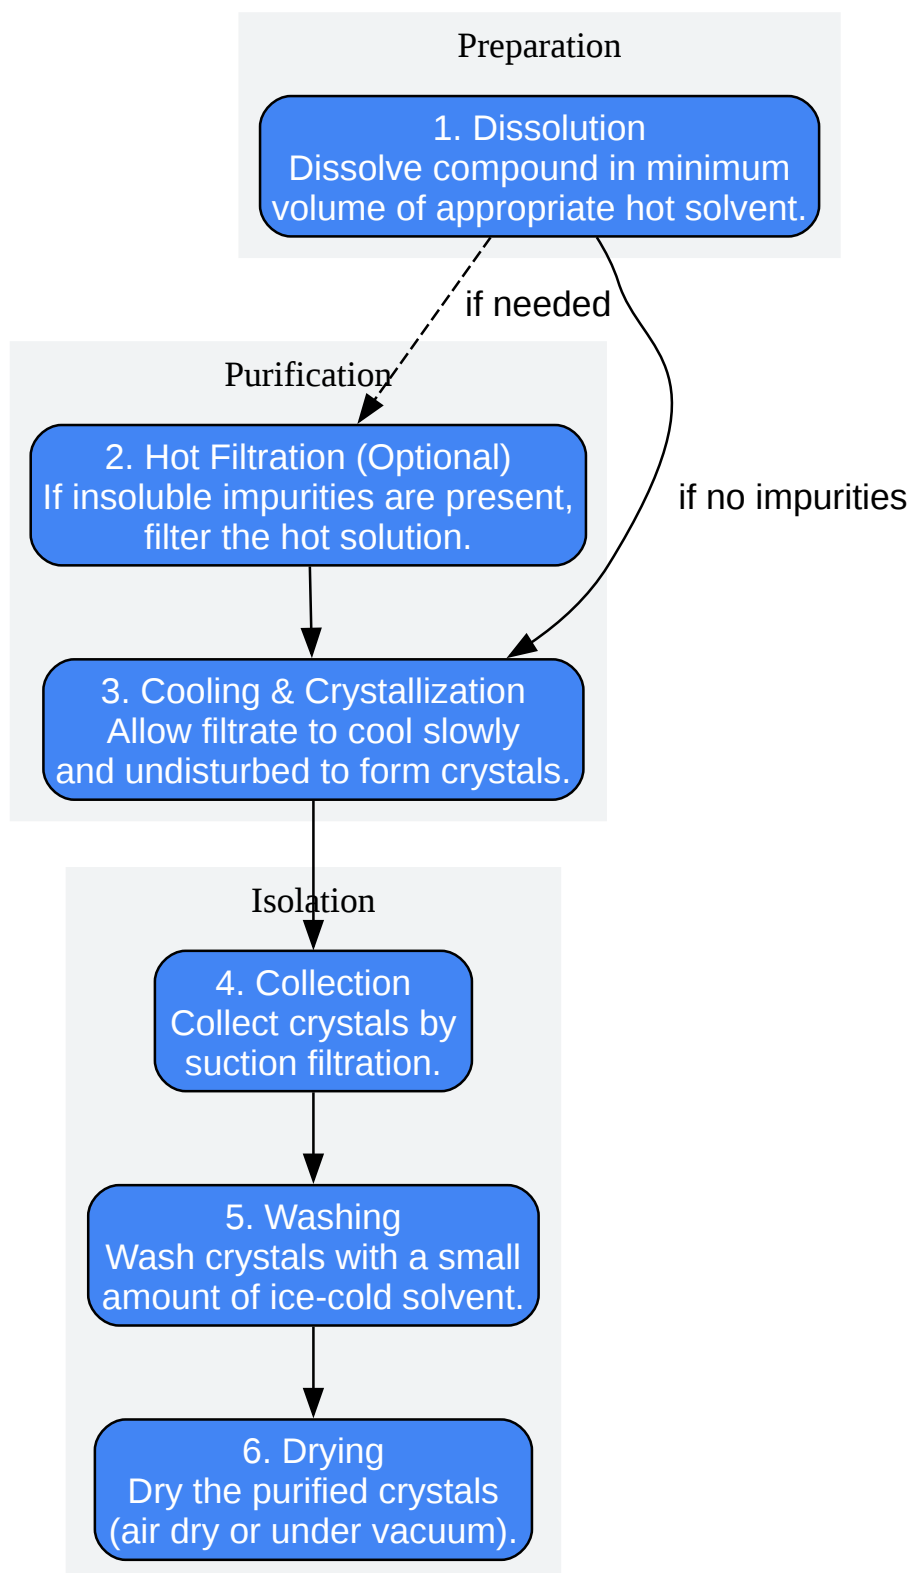 Preparation
1. Dissolution
Dissolve compound in minimum
volume of appropriate hot solvent.
if needed
Purification
2. Hot Filtration (Optional)
If insoluble impurities are present,
filter the hot solution.
if no impurities
3. Cooling & Crystallization
Allow filtrate to cool slowly
and undisturbed to form crystals.
Isolation
4. Collection
Collect crystals by
suction filtration.
5. Washing
Wash crystals with a small
amount of ice-cold solvent.
6. Drying
Dry the purified crystals
(air dry or under vacuum).